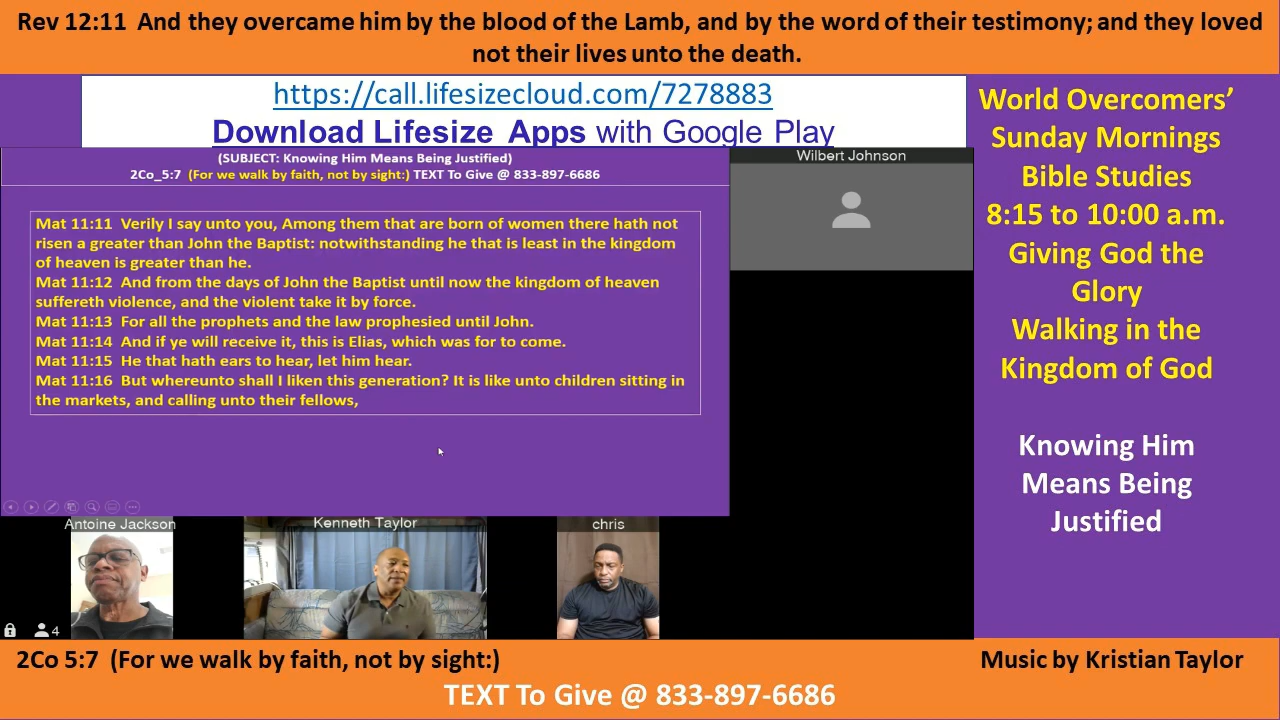 Rev 12:11  And they overcame him by the blood of the Lamb, and by the word of their testimony; and they loved
not their lives unto the death.
https://call.lifesizecloud.com/7278883
Download Lifesize  Apps with Google Play
(SUBJECT: Knowing Him Means Being Justified)
2Co_5:7  (For we walk by faith, not by sight:) TEXT To Give @ 833-897-6686
Mat 11:11  Verily I say unto you, Among them that are born of women there hath not
risen a greater than John the Baptist: notwithstanding he that is least in the kingdom
of heaven is greater than he.
Mat 11:12  And from the days of John the Baptist until now the kingdom of heaven
suffereth violence, and the violent take it by force.
Mat 11:13  For all the prophets and the law prophesied until John.
Mat 11:14  And if ye will receive it, this is Elias, which was for to come.
Mat 11:15  He that hath ears to hear, let him hear.
Mat 11:16  But whereunto shall I liken this generation? It is like unto children sitting in
the markets, and calling unto their fellows,
Wilbert Johnson
World Overcomers’
Sunday Mornings
Bible Studies
8:15 to 10:00 a.m.
Giving God the
Glory
Walking in the
Kingdom of God
Knowing Him
Means Being
Justified
Antoine Jackson
Kenneth Taylor
chris
4
2Co 5:7  (For we walk by faith, not by sight:)
Music by Kristian Taylor
TEXT To Give @ 833-897-6686